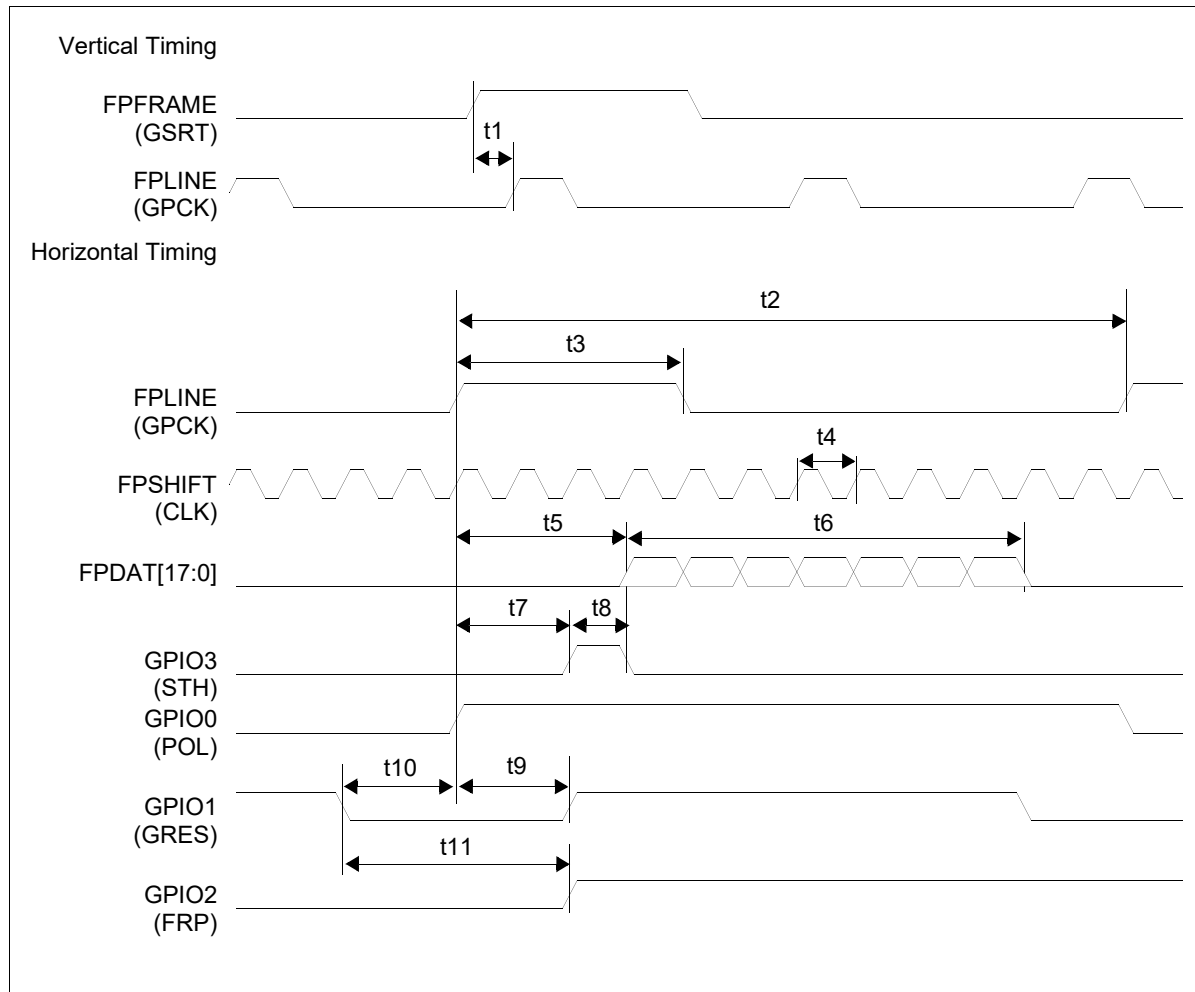 Vertical Timing
FPFRAME
(GSRT)
t1
FPLINE
(GPCK)
Horizontal Timing
t2
t3
FPLINE
(GPCK)
t4
FPSHIFT
(CLK)
t5
t6
FPDAT[17:0]
t7
t8
GPIO3
(STH)
GPIO0
(POL)
t10
t9
GPIO1
(GRES)
t11
GPIO2
(FRP)